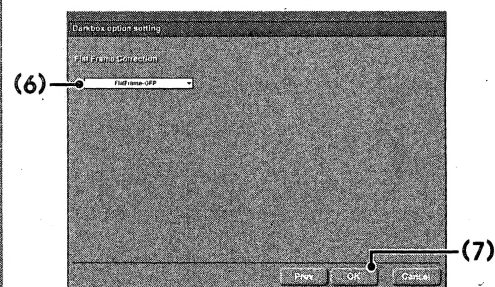 Darkbox option setting
Flat Frame Correction
(6)
FlatFrame-OFF
(7)
Prev OK Cancel